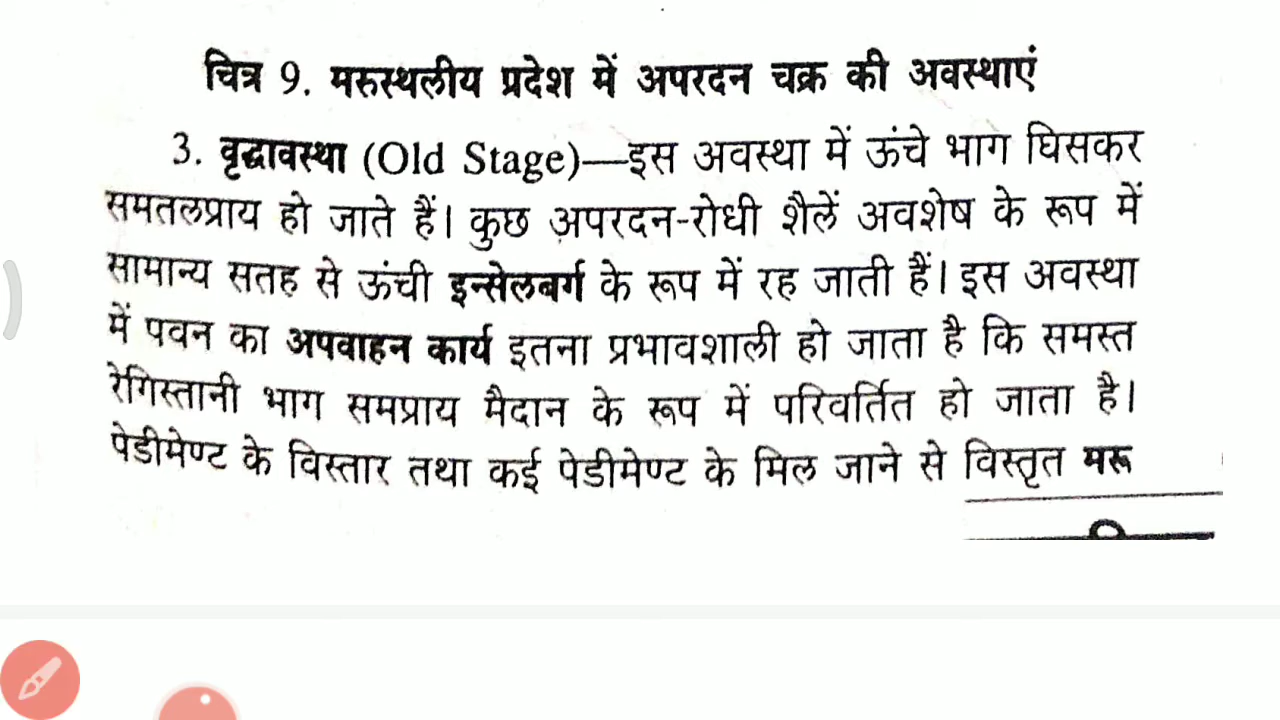 चित्र 9. मरुस्थलीय प्रदेश में अपरदन चक्र की अवस्थाएं
3. वृद्धावस्था (Old Stage)—इस अवस्था में ऊंचे भाग घिसकर
समतलप्राय हो जाते हैं। कुछ अपरदन-रोधी शैलें अवशेष के रूप में
सामान्य सतह से ऊंची इन्सेलबर्ग के रूप में रह जाती हैं। इस अवस्था
में पवन का अपवाहन कार्य इतना प्रभावशाली हो जाता है कि समस्त
रेगिस्तानी भाग समप्राय मैदान के रूप में परिवर्तित हो जाता है।
पेडीमेण्ट के विस्तार तथा कई पेडीमेण्ट के मिल जाने से विस्तृत मरू